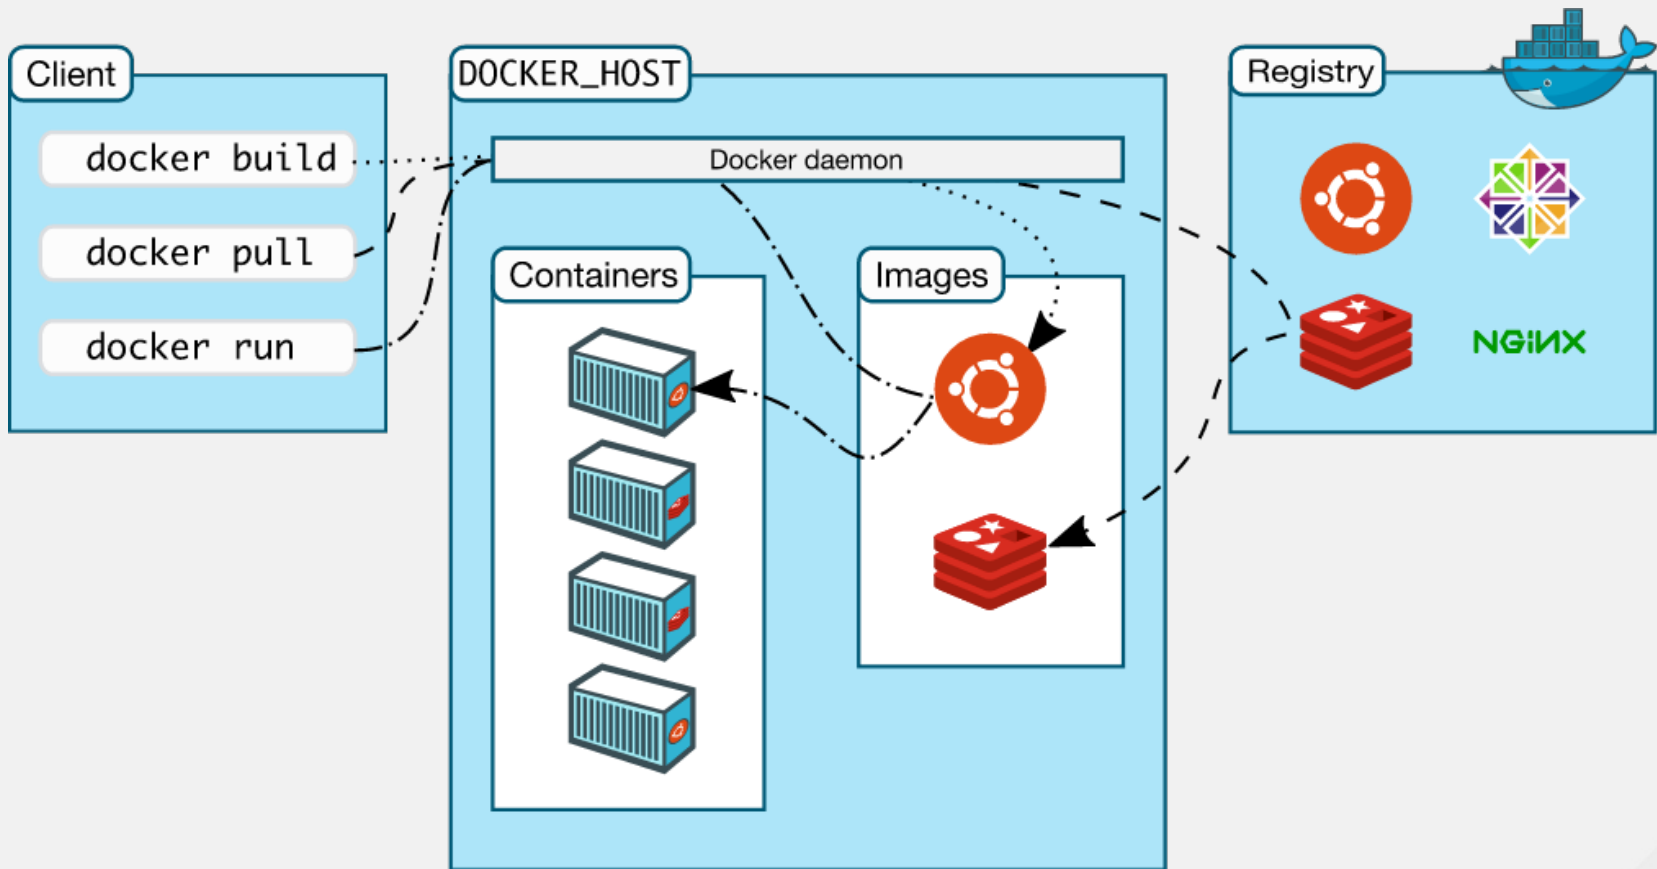 Client
docker build
docker pull
docker run
DOCKER_HOST
Docker daemon
Containers
Images
Registry
NGiNX